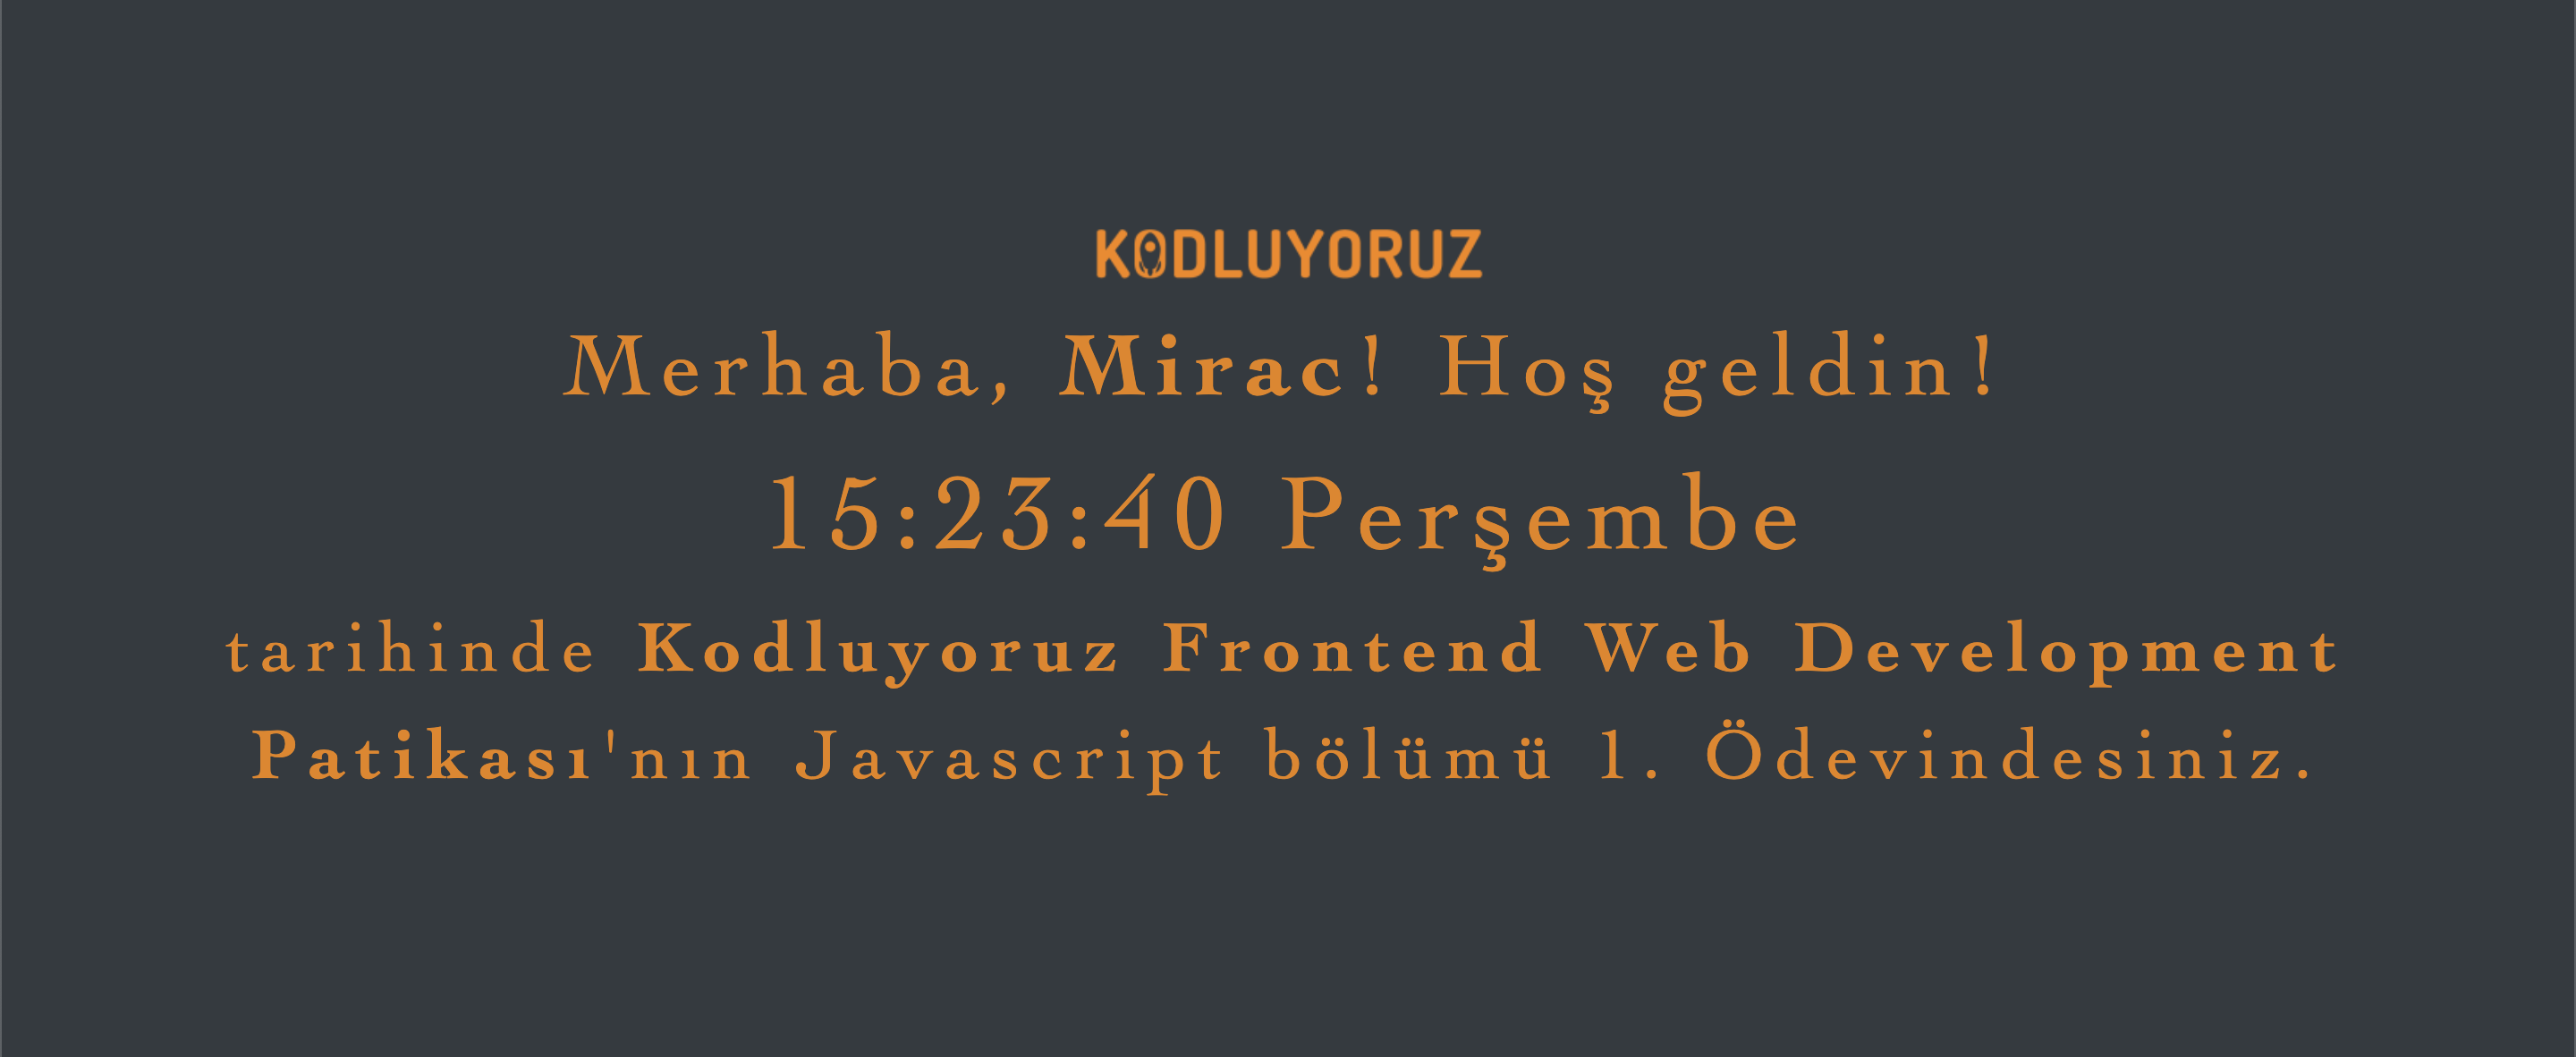 KODLUYORUZ
Merhaba, Mirac! Hoş geldin!
15:23:40 Perşembe
tarihinde Kodluyoruz Frontend Web Development
Patikası'nın Javascript bölümü 1. Ödevindesiniz.